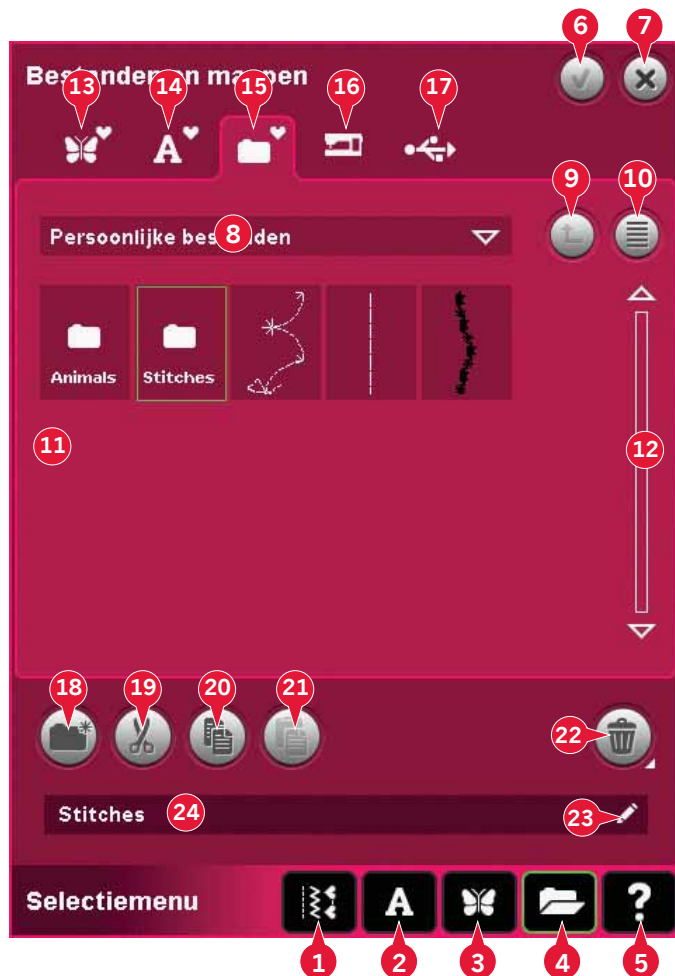 6 7
Bestanden en mappen
13 14 15 16 17
A A
9 10
Persoonlijke bestanden
8
Animals Stitches
11 12
18 19 20 21
22
Stitches 24 23
Selectiemenu A ?
1 2 3 4 5